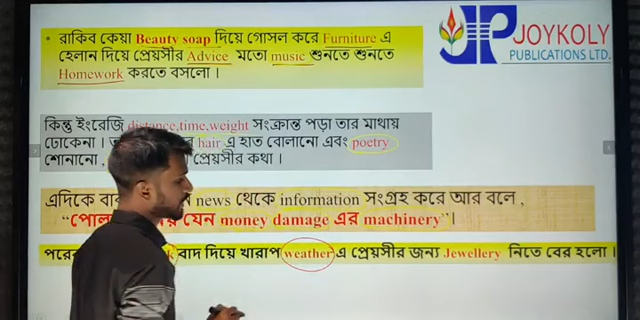 • রাকিব কেয়া Beauty soap দিয়ে গোসল করে Furniture এ
হেলান দিয়ে প্রেয়সীর Advice মতো music শুনতে শুনতে
Homework করতে বসলো ।
JOYKOLY
PUBLICATIONS LTD.
কিন্তু ইংরেজি distance,time,weight সংক্রান্ত পড়া তার মাথায়
ঢোকেনা । hair এ হাত বোলানো এবং poetry
শোনানো প্রেয়সীর কথা ।
এদিকে news থেকে information সংগ্রহ করে আর বলে ,
যেন money damage এর machinery”।
বাদ দিয়ে খারাপ weather এ প্রেয়সীর জন্য Jewellery নিতে বের হলো ।